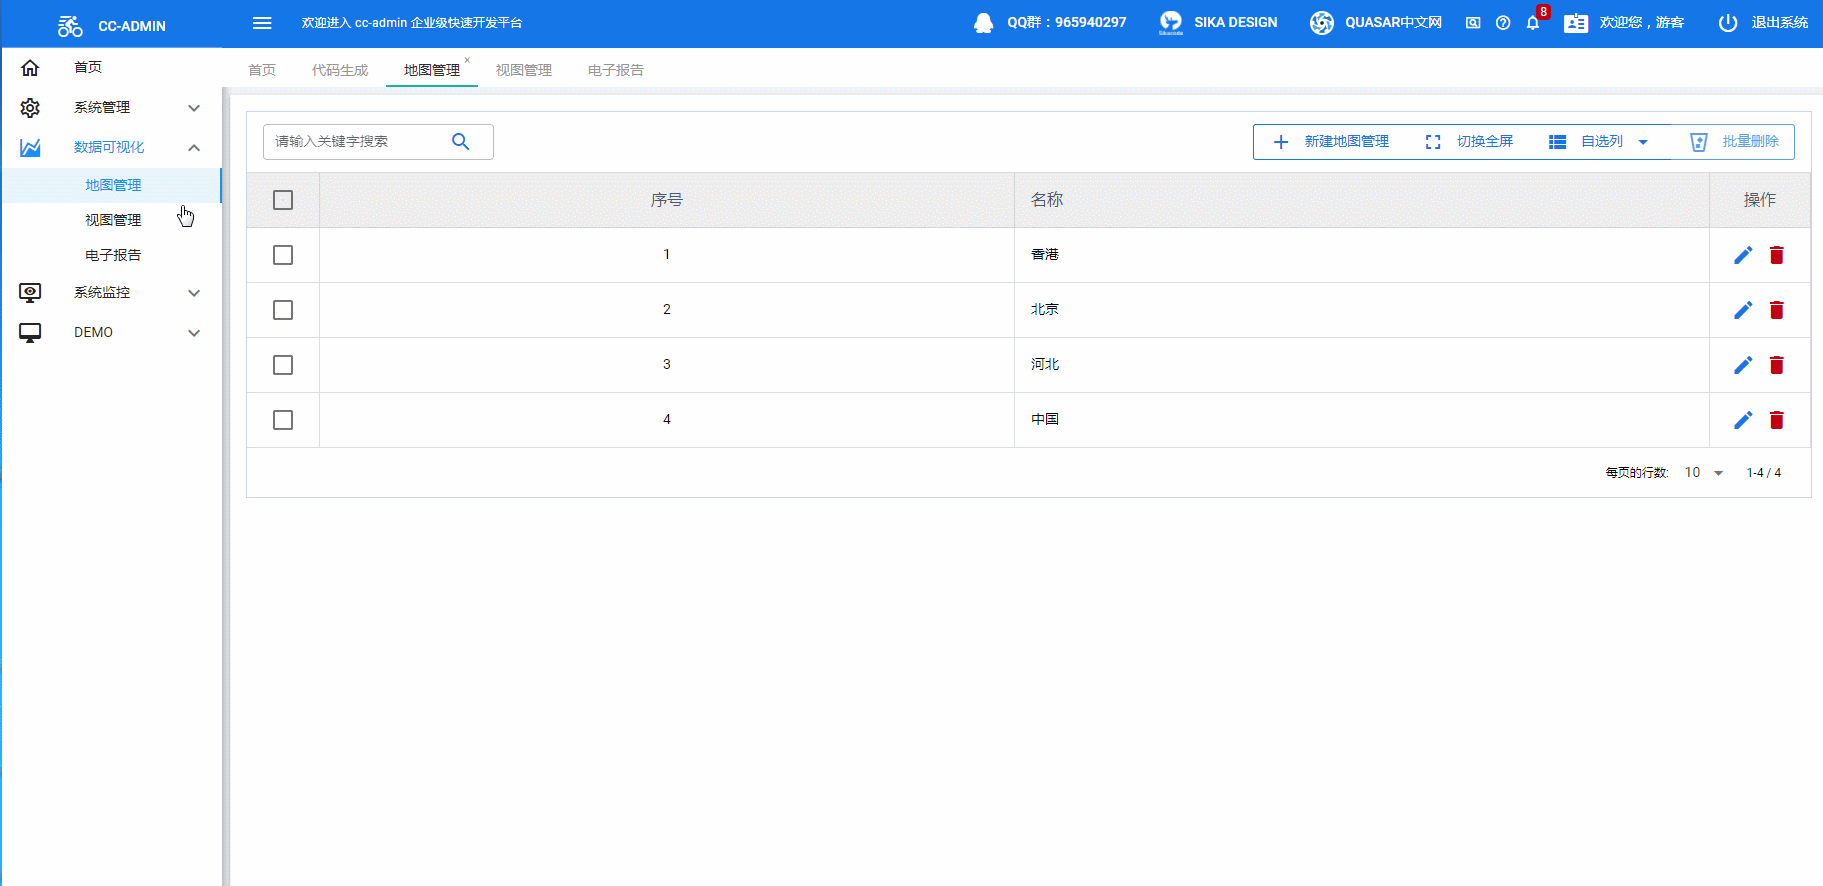 CC-ADMIN
欢迎进入 cc-admin 企业级快速开发平台
QQ群：965940297
SIKA DESIGN
QUASAR中文网
8
欢迎您，游客
退出系统
首页
系统管理
数据可视化
地图管理
视图管理
电子报告
系统监控
DEMO
首页 代码生成 地图管理 × 视图管理 电子报告
请输入关键字搜索
新建地图管理 切换全屏 自选列 批量删除
序号 名称 操作
1 香港
2 北京
3 河北
4 中国
每页的行数: 10 1-4 / 4